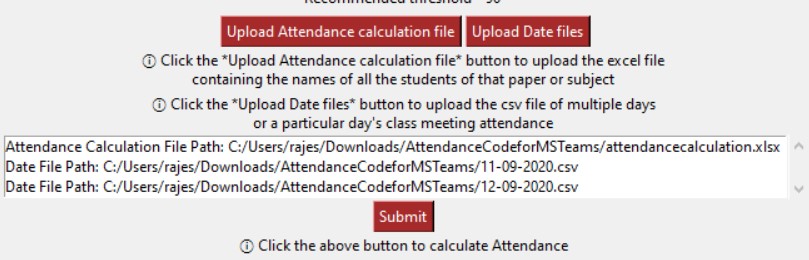 Recommended threshold - 90
Upload Attendance calculation file Upload Date files
ⓘ Click the *Upload Attendance calculation file* button to upload the excel file
containing the names of all the students of that paper or subject
ⓘ Click the *Upload Date files* button to upload the csv file of multiple days
or a particular day's class meeting attendance
Attendance Calculation File Path: C:/Users/rajes/Downloads/AttendanceCodeforMSTeams/attendancecalculation.xlsx
Date File Path: C:/Users/rajes/Downloads/AttendanceCodeforMSTeams/11-09-2020.csv
Date File Path: C:/Users/rajes/Downloads/AttendanceCodeforMSTeams/12-09-2020.csv
Submit
ⓘ Click the above button to calculate Attendance